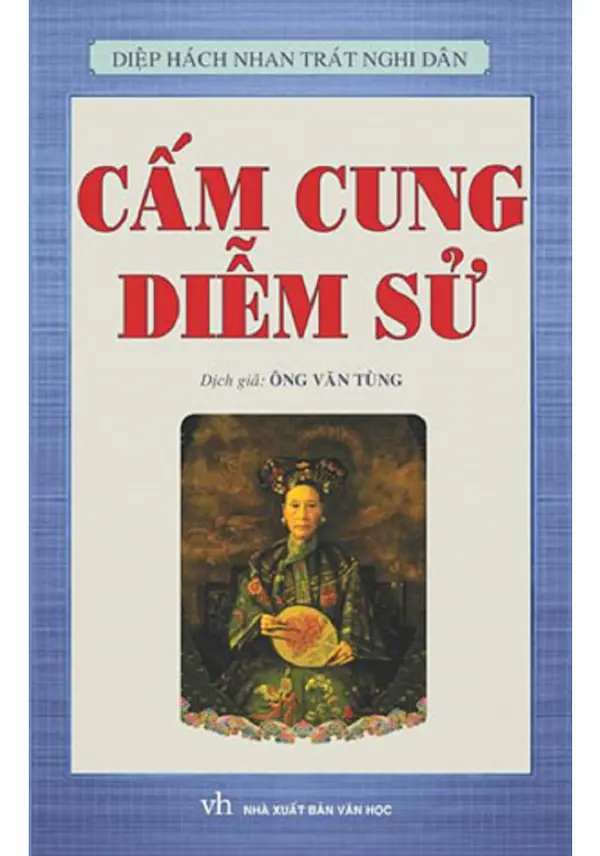 DIỆP HÁCH NHAN TRÁT NGHI DÂN
CẤM CUNG
DIỄM SỬ
Dịch giả: ÔNG VĂN TÙNG
vh NHÀ XUẤT BẢN VĂN HỌC